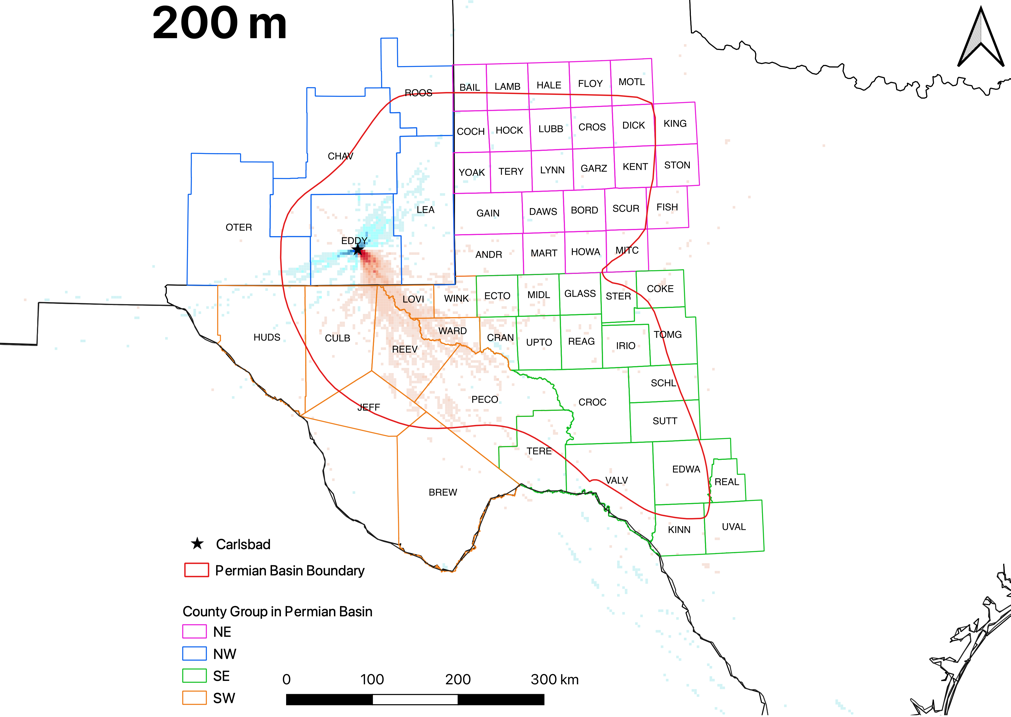 200 m
ROOS BAIL LAMB HALE FLOY MOTL
COCH HOCK LUBB CROS DICK KING
CHAV YOAK TERY LYNN GARZ KENT STON
OTER LEA GAIN DAWS BORD SCUR FISH
EDDY ANDR MART HOWA MITC
LOVI WINK ECTO MIDL GLASS STER COKE
HUDS CULB REEV WARD CRAN UPTO REAG IRIO TOMG
JEFF PECO CROC SCHL
SUTT
TERE EDWA
BREW VALV REAL
KINN UVAL
Carlsbad
Permian Basin Boundary
County Group in Permian Basin
NE
NW
SE
SW
0 100 200 300 km